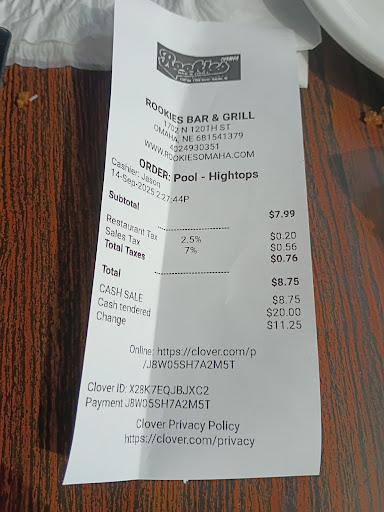 Rookies
ROOKIES BAR & GRILL
1702 N 120TH ST
OMAHA, NE 681541379
4024930351
WWW.ROOKIESOMAHA.COM
ORDER: Pool - Hightops
Cashier: Jason
14-Sep-2025 2:27:44P
Subtotal $7.99
Restaurant Tax 2.5% $0.20
Sales Tax 7% $0.56
Total Taxes $0.76
Total $8.75
CASH SALE $8.75
Cash tendered $20.00
Change $11.25
Online: https://clover.com/p
/J8W05SH7A2M5T
Clover ID: X28K7EQJBJXC2
Payment J8W05SH7A2M5T
Clover Privacy Policy
https://clover.com/privacy